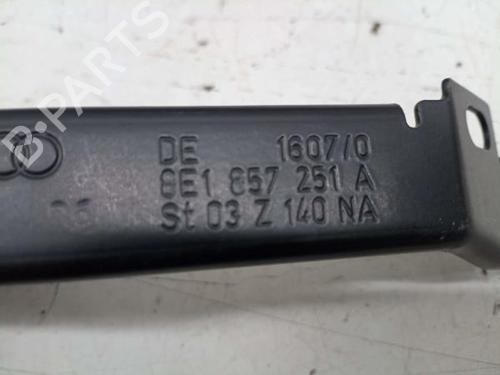 B-PARTS
DE 1607/0
8E1 857 251 A
St 03 Z 140 NA